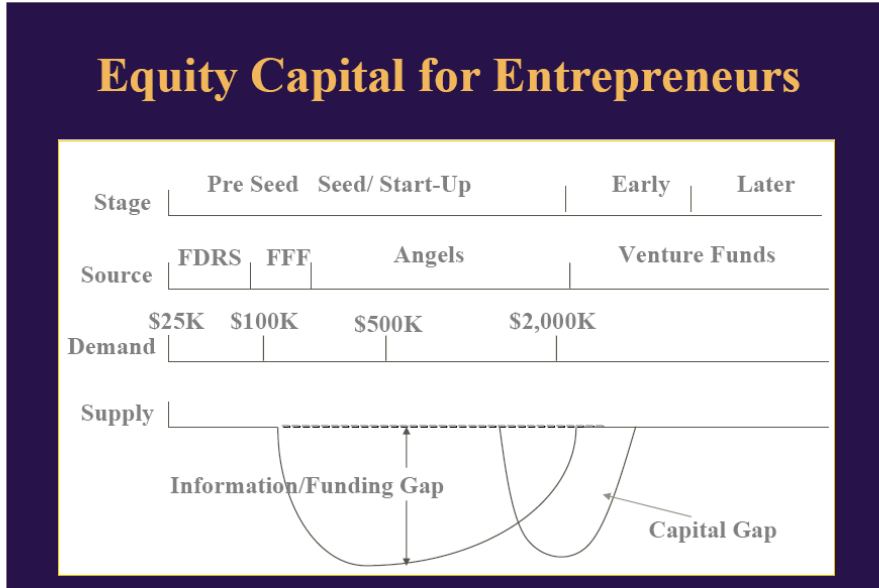 Equity Capital for Entrepreneurs
Stage Pre Seed Seed/ Start-Up Early Later
Source FDRS FFF Angels Venture Funds
$25K $100K $500K $2,000K
Demand
Supply
Information/Funding Gap
Capital Gap